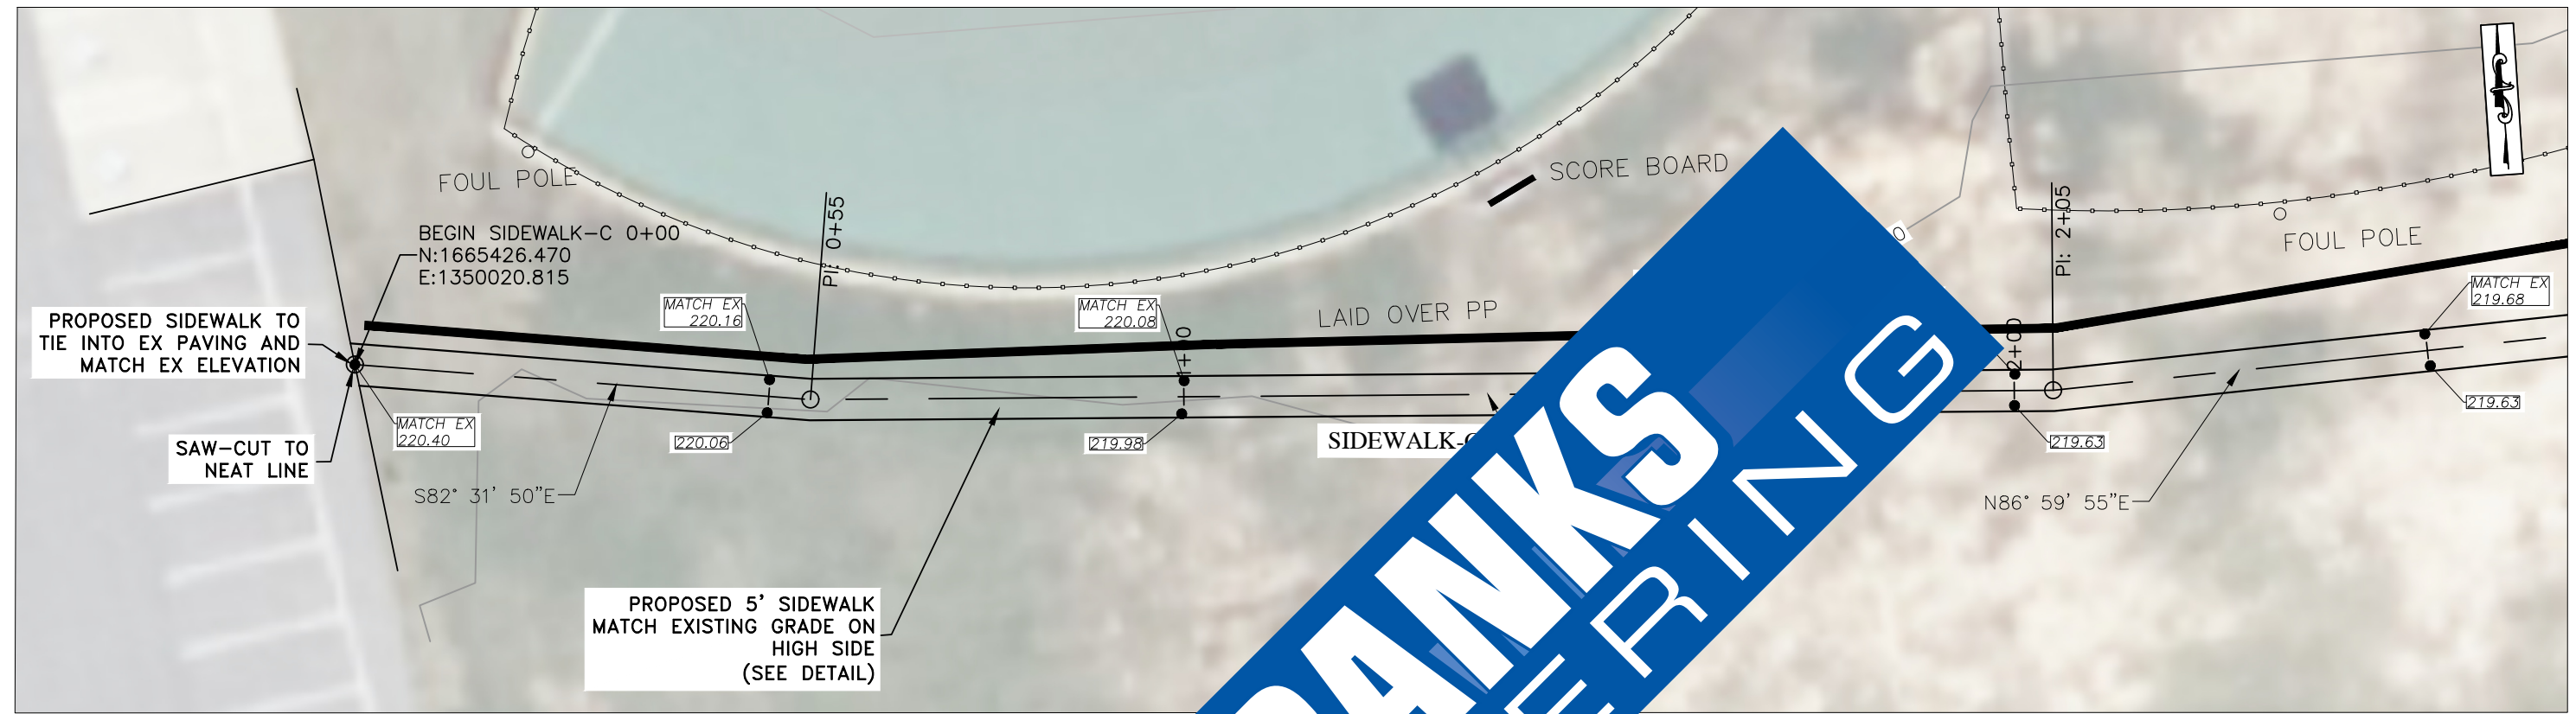 FOUL POLE
SCORE BOARD
BEGIN SIDEWALK-C 0+00
N:1665426.470
E:1350020.815
PI: 0+55
PI: 2+05
FOUL POLE
PROPOSED SIDEWALK TO
TIE INTO EX PAVING AND
MATCH EX ELEVATION
MATCH EX
220.16
MATCH EX
220.08
LAID OVER PP
MATCH EX
219.68
2+00
MATCH EX
220.40
220.06
219.98
SIDEWALK-
219.63
219.63
SAW-CUT TO
NEAT LINE
S82° 31' 50"E
N86° 59' 55"E
PROPOSED 5' SIDEWALK
MATCH EXISTING GRADE ON
HIGH SIDE
(SEE DETAIL)
ANKS
ERING